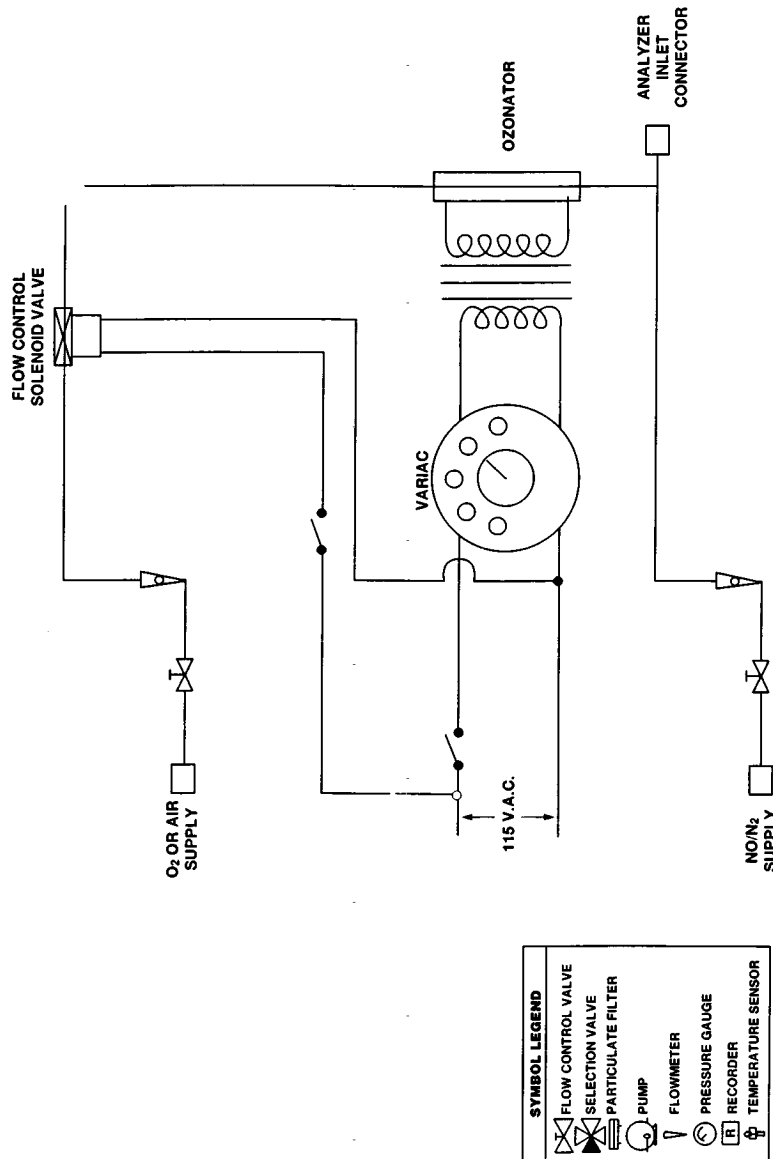 FLOW CONTROL
SOLENOID VALVE
O₂ OR AIR
SUPPLY
VARIAC
OZONATOR
115 V.A.C.
ANALYZER
INLET
CONNECTOR
NO/N₂
SUPPLY
SYMBOL LEGEND
FLOW CONTROL VALVE
SELECTION VALVE
PARTICULATE FILTER
PUMP
FLOWMETER
PRESSURE GAUGE
R RECORDER
TEMPERATURE SENSOR